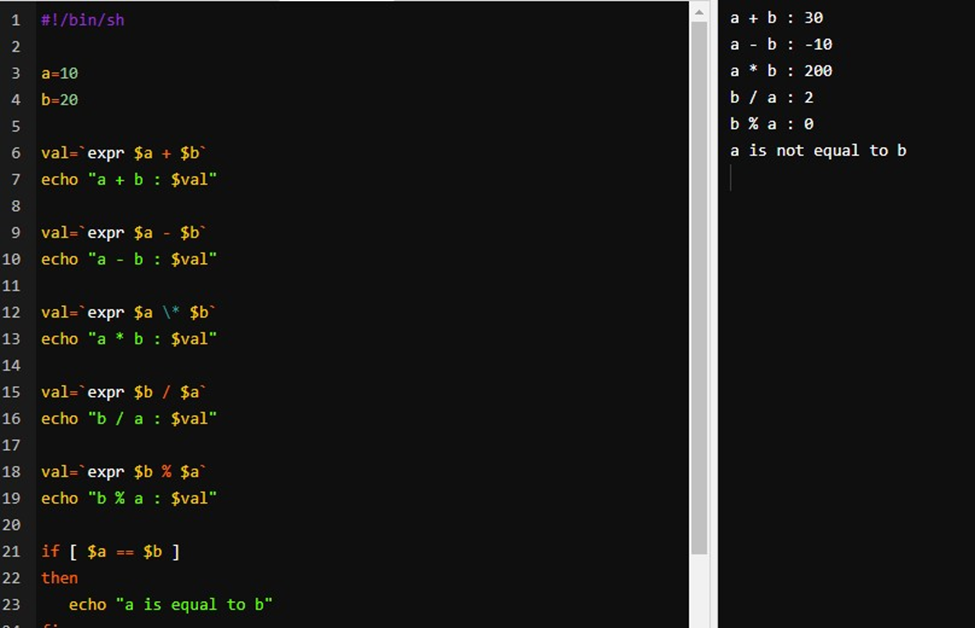 1 #!/bin/sh
2
3 a=10
4 b=20
5
6 val=`expr $a + $b`
7 echo "a + b : $val"
8
9 val=`expr $a - $b`
10 echo "a - b : $val"
11
12 val=`expr $a \* $b`
13 echo "a * b : $val"
14
15 val=`expr $b / $a`
16 echo "b / a : $val"
17
18 val=`expr $b % $a`
19 echo "b % a : $val"
20
21 if [ $a == $b ]
22 then
23    echo "a is equal to b"
a + b : 30
a - b : -10
a * b : 200
b / a : 2
b % a : 0
a is not equal to b